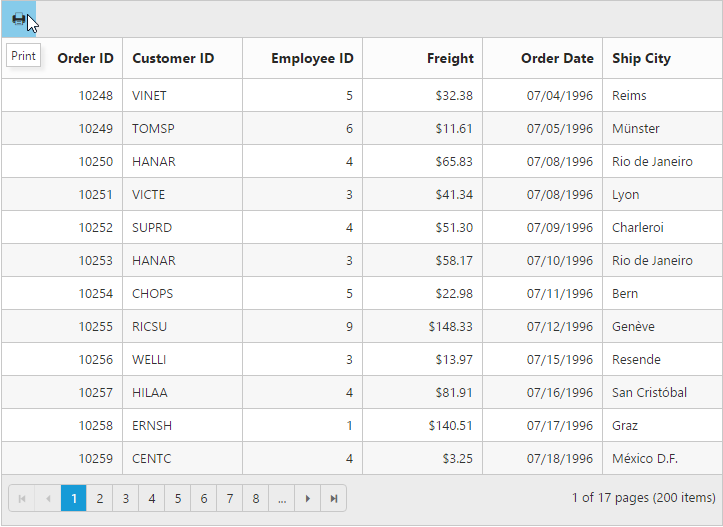 Print
Order ID Customer ID Employee ID Freight Order Date Ship City
10248 VINET 5 $32.38 07/04/1996 Reims
10249 TOMSP 6 $11.61 07/05/1996 Münster
10250 HANAR 4 $65.83 07/08/1996 Rio de Janeiro
10251 VICTE 3 $41.34 07/08/1996 Lyon
10252 SUPRD 4 $51.30 07/09/1996 Charleroi
10253 HANAR 3 $58.17 07/10/1996 Rio de Janeiro
10254 CHOPS 5 $22.98 07/11/1996 Bern
10255 RICSU 9 $148.33 07/12/1996 Genève
10256 WELLI 3 $13.97 07/15/1996 Resende
10257 HILAA 4 $81.91 07/16/1996 San Cristóbal
10258 ERNSH 1 $140.51 07/17/1996 Graz
10259 CENTC 4 $3.25 07/18/1996 México D.F.
1 2 3 4 5 6 7 8 ... 1 of 17 pages (200 items)